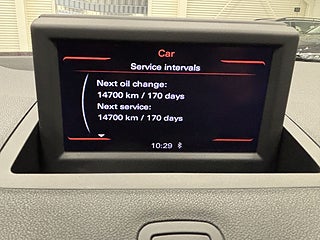 Car
Service intervals
Next oil change:
14700 km / 170 days
Next service:
14700 km / 170 days
10:29